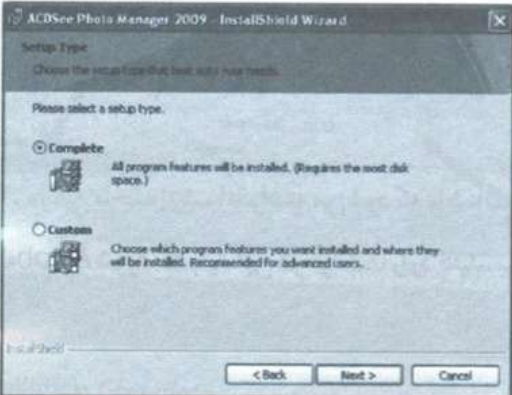 ACDSee Photo Manager 2009 - InstallShield Wizard
Setup Type
Choose the setup type that best suits your needs.
Please select a setup type.
Complete
All program features will be installed. (Requires the most disk
space.)
Custom
Choose which program features you want installed and where they
will be installed. Recommended for advanced users.
InstallShield
< Back
Next >
Cancel